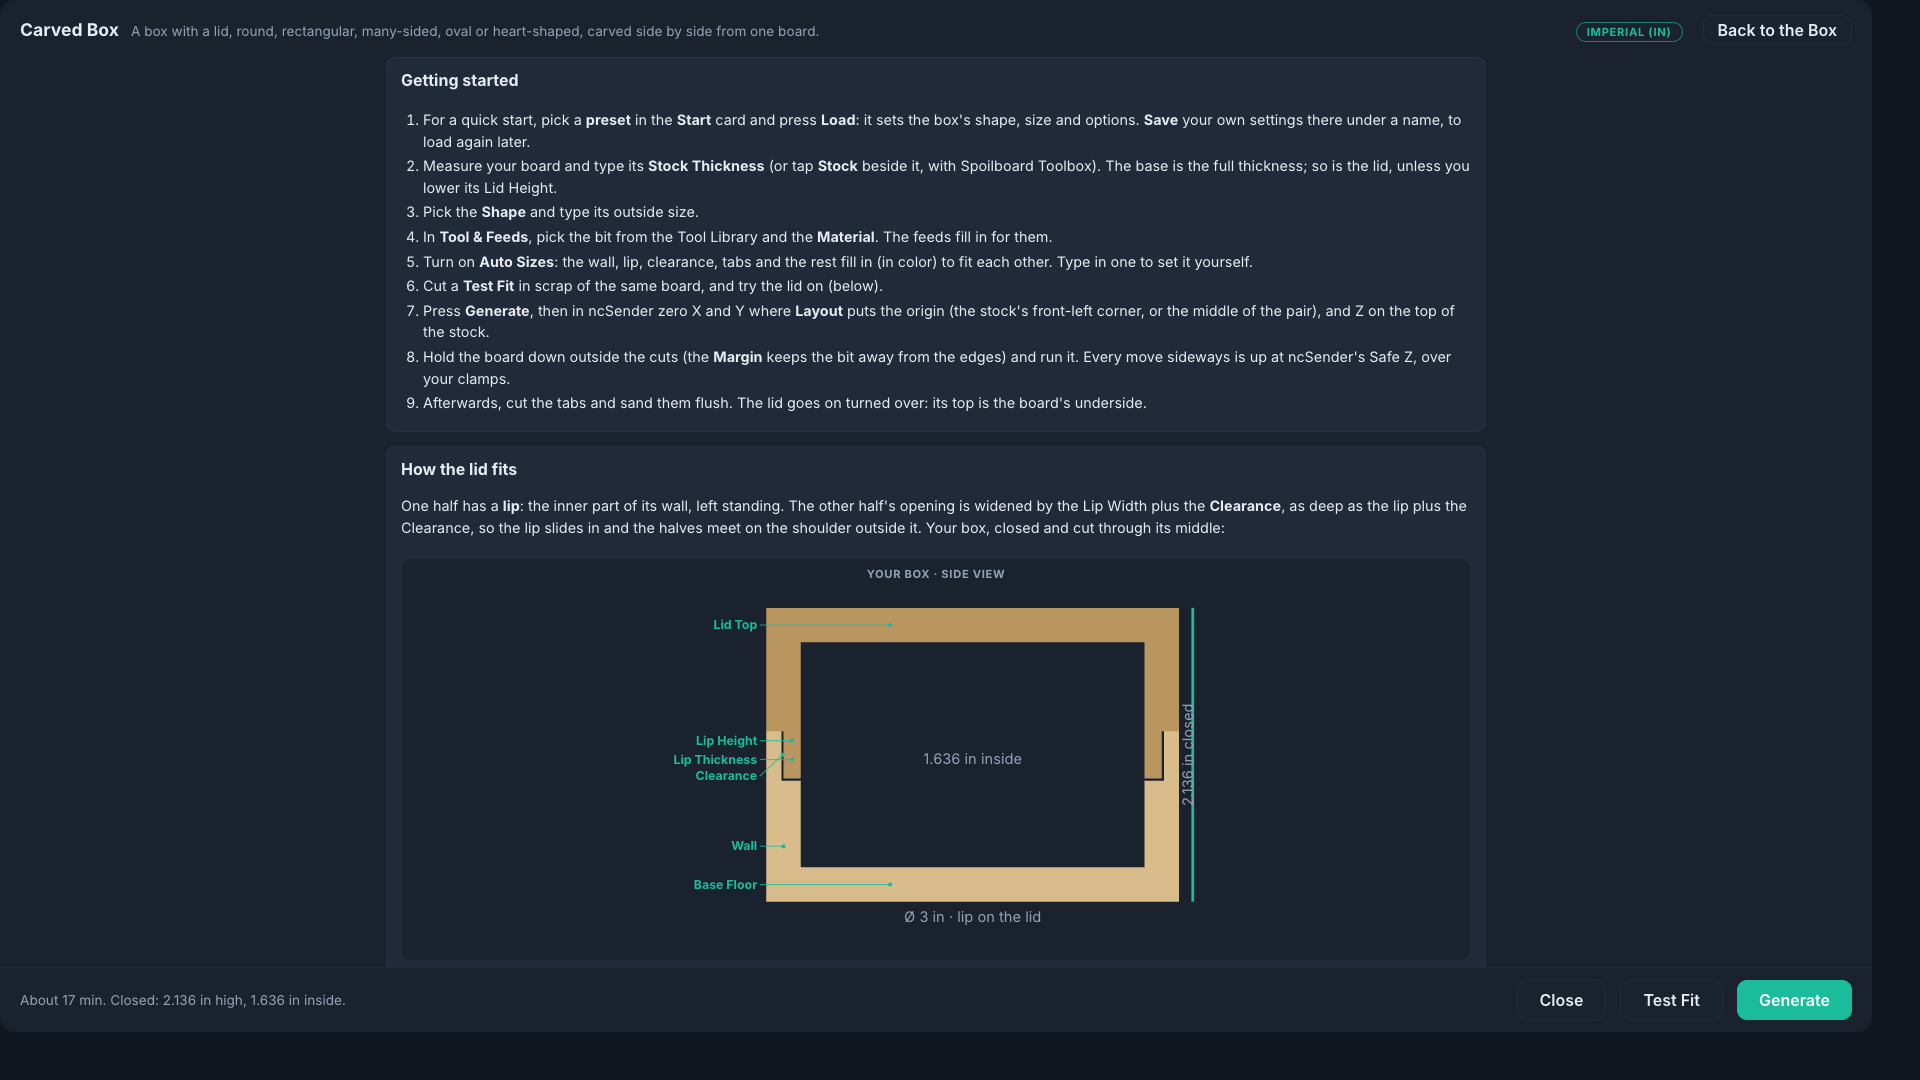 Carved Box
A box with a lid, round, rectangular, many-sided, oval or heart-shaped, carved side by side from one board.
IMPERIAL (IN)
Back to the Box
Getting started
1. For a quick start, pick a preset in the Start card and press Load: it sets the box's shape, size and options. Save your own settings there under a name, to
load again later.
2. Measure your board and type its Stock Thickness (or tap Stock beside it, with Spoilboard Toolbox). The base is the full thickness; so is the lid, unless you
lower its Lid Height.
3. Pick the Shape and type its outside size.
4. In Tool & Feeds, pick the bit from the Tool Library and the Material. The feeds fill in for them.
5. Turn on Auto Sizes: the wall, lip, clearance, tabs and the rest fill in (in color) to fit each other. Type in one to set it yourself.
6. Cut a Test Fit in scrap of the same board, and try the lid on (below).
7. Press Generate, then in ncSender zero X and Y where Layout puts the origin (the stock's front-left corner, or the middle of the pair), and Z on the top of
the stock.
8. Hold the board down outside the cuts (the Margin keeps the bit away from the edges) and run it. Every move sideways is up at ncSender's Safe Z, over
your clamps.
9. Afterwards, cut the tabs and sand them flush. The lid goes on turned over: its top is the board's underside.
How the lid fits
One half has a lip: the inner part of its wall, left standing. The other half's opening is widened by the Lip Width plus the Clearance, as deep as the lip plus the
Clearance, so the lip slides in and the halves meet on the shoulder outside it. Your box, closed and cut through its middle:
YOUR BOX · SIDE VIEW
Lid Top
Lip Height
Lip Thickness
Clearance
Wall
Base Floor
1.636 in inside
2.136 in closed
Ø 3 in · lip on the lid
About 17 min. Closed: 2.136 in high, 1.636 in inside.
Close
Test Fit
Generate